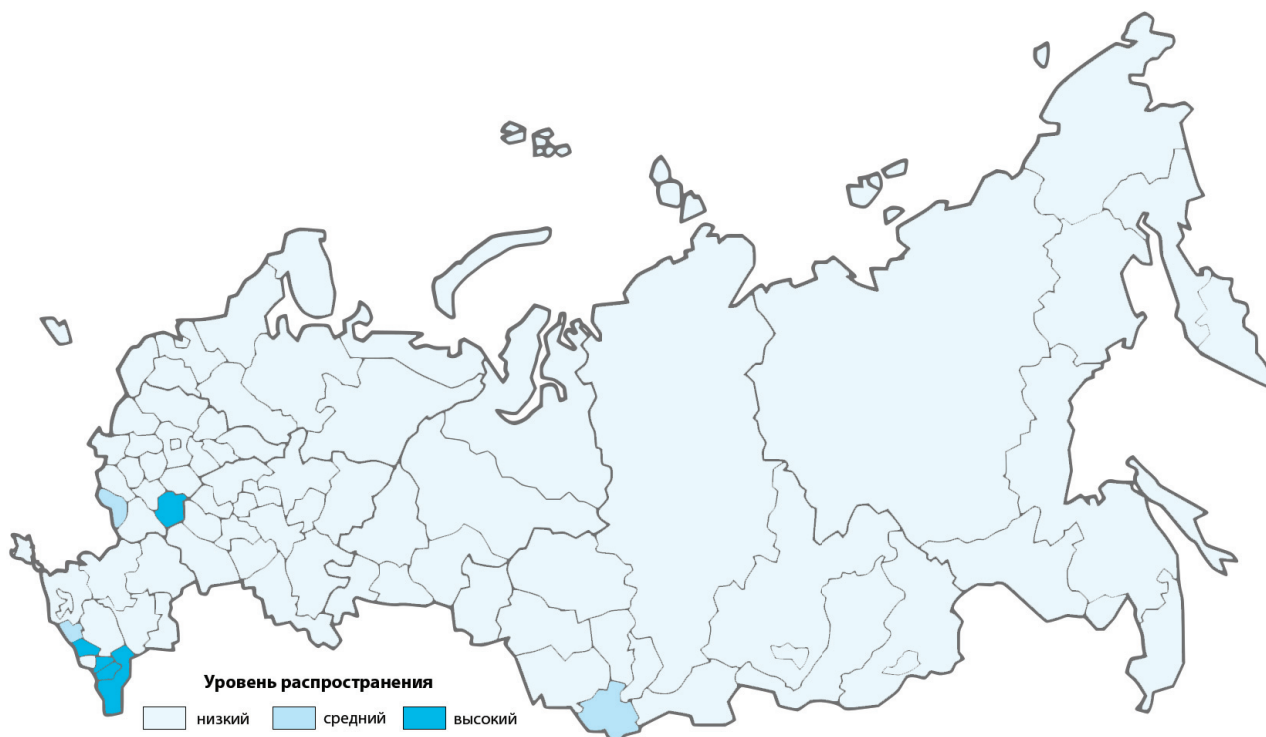 Уровень распространения
низкий
средний
высокий